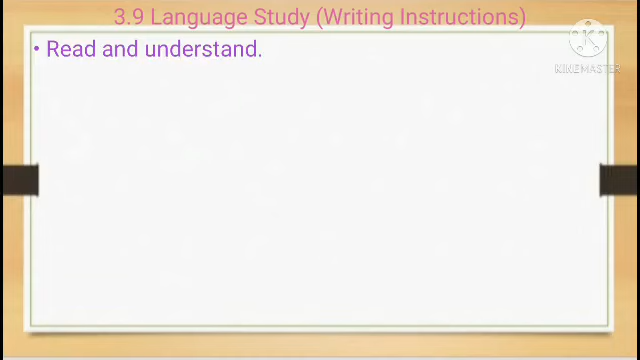 3.9 Language Study (Writing Instructions)
• Read and understand.
KINEMASTER